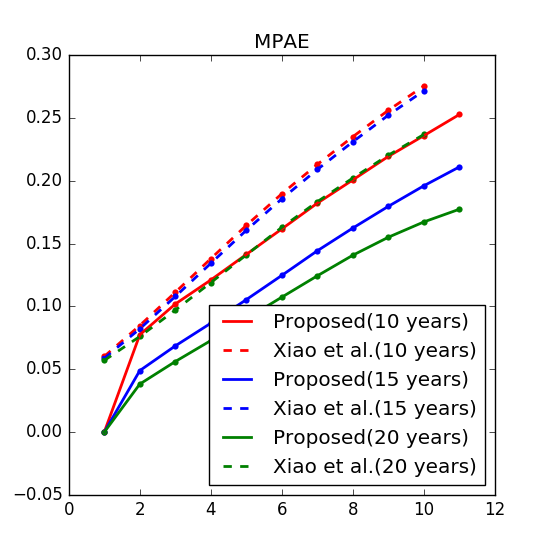 MPAE
0.30
0.25
0.20
0.15
0.10
0.05
0.00
−0.05
0 2 4 6 8 10 12
Proposed(10 years)
Xiao et al.(10 years)
Proposed(15 years)
Xiao et al.(15 years)
Proposed(20 years)
Xiao et al.(20 years)